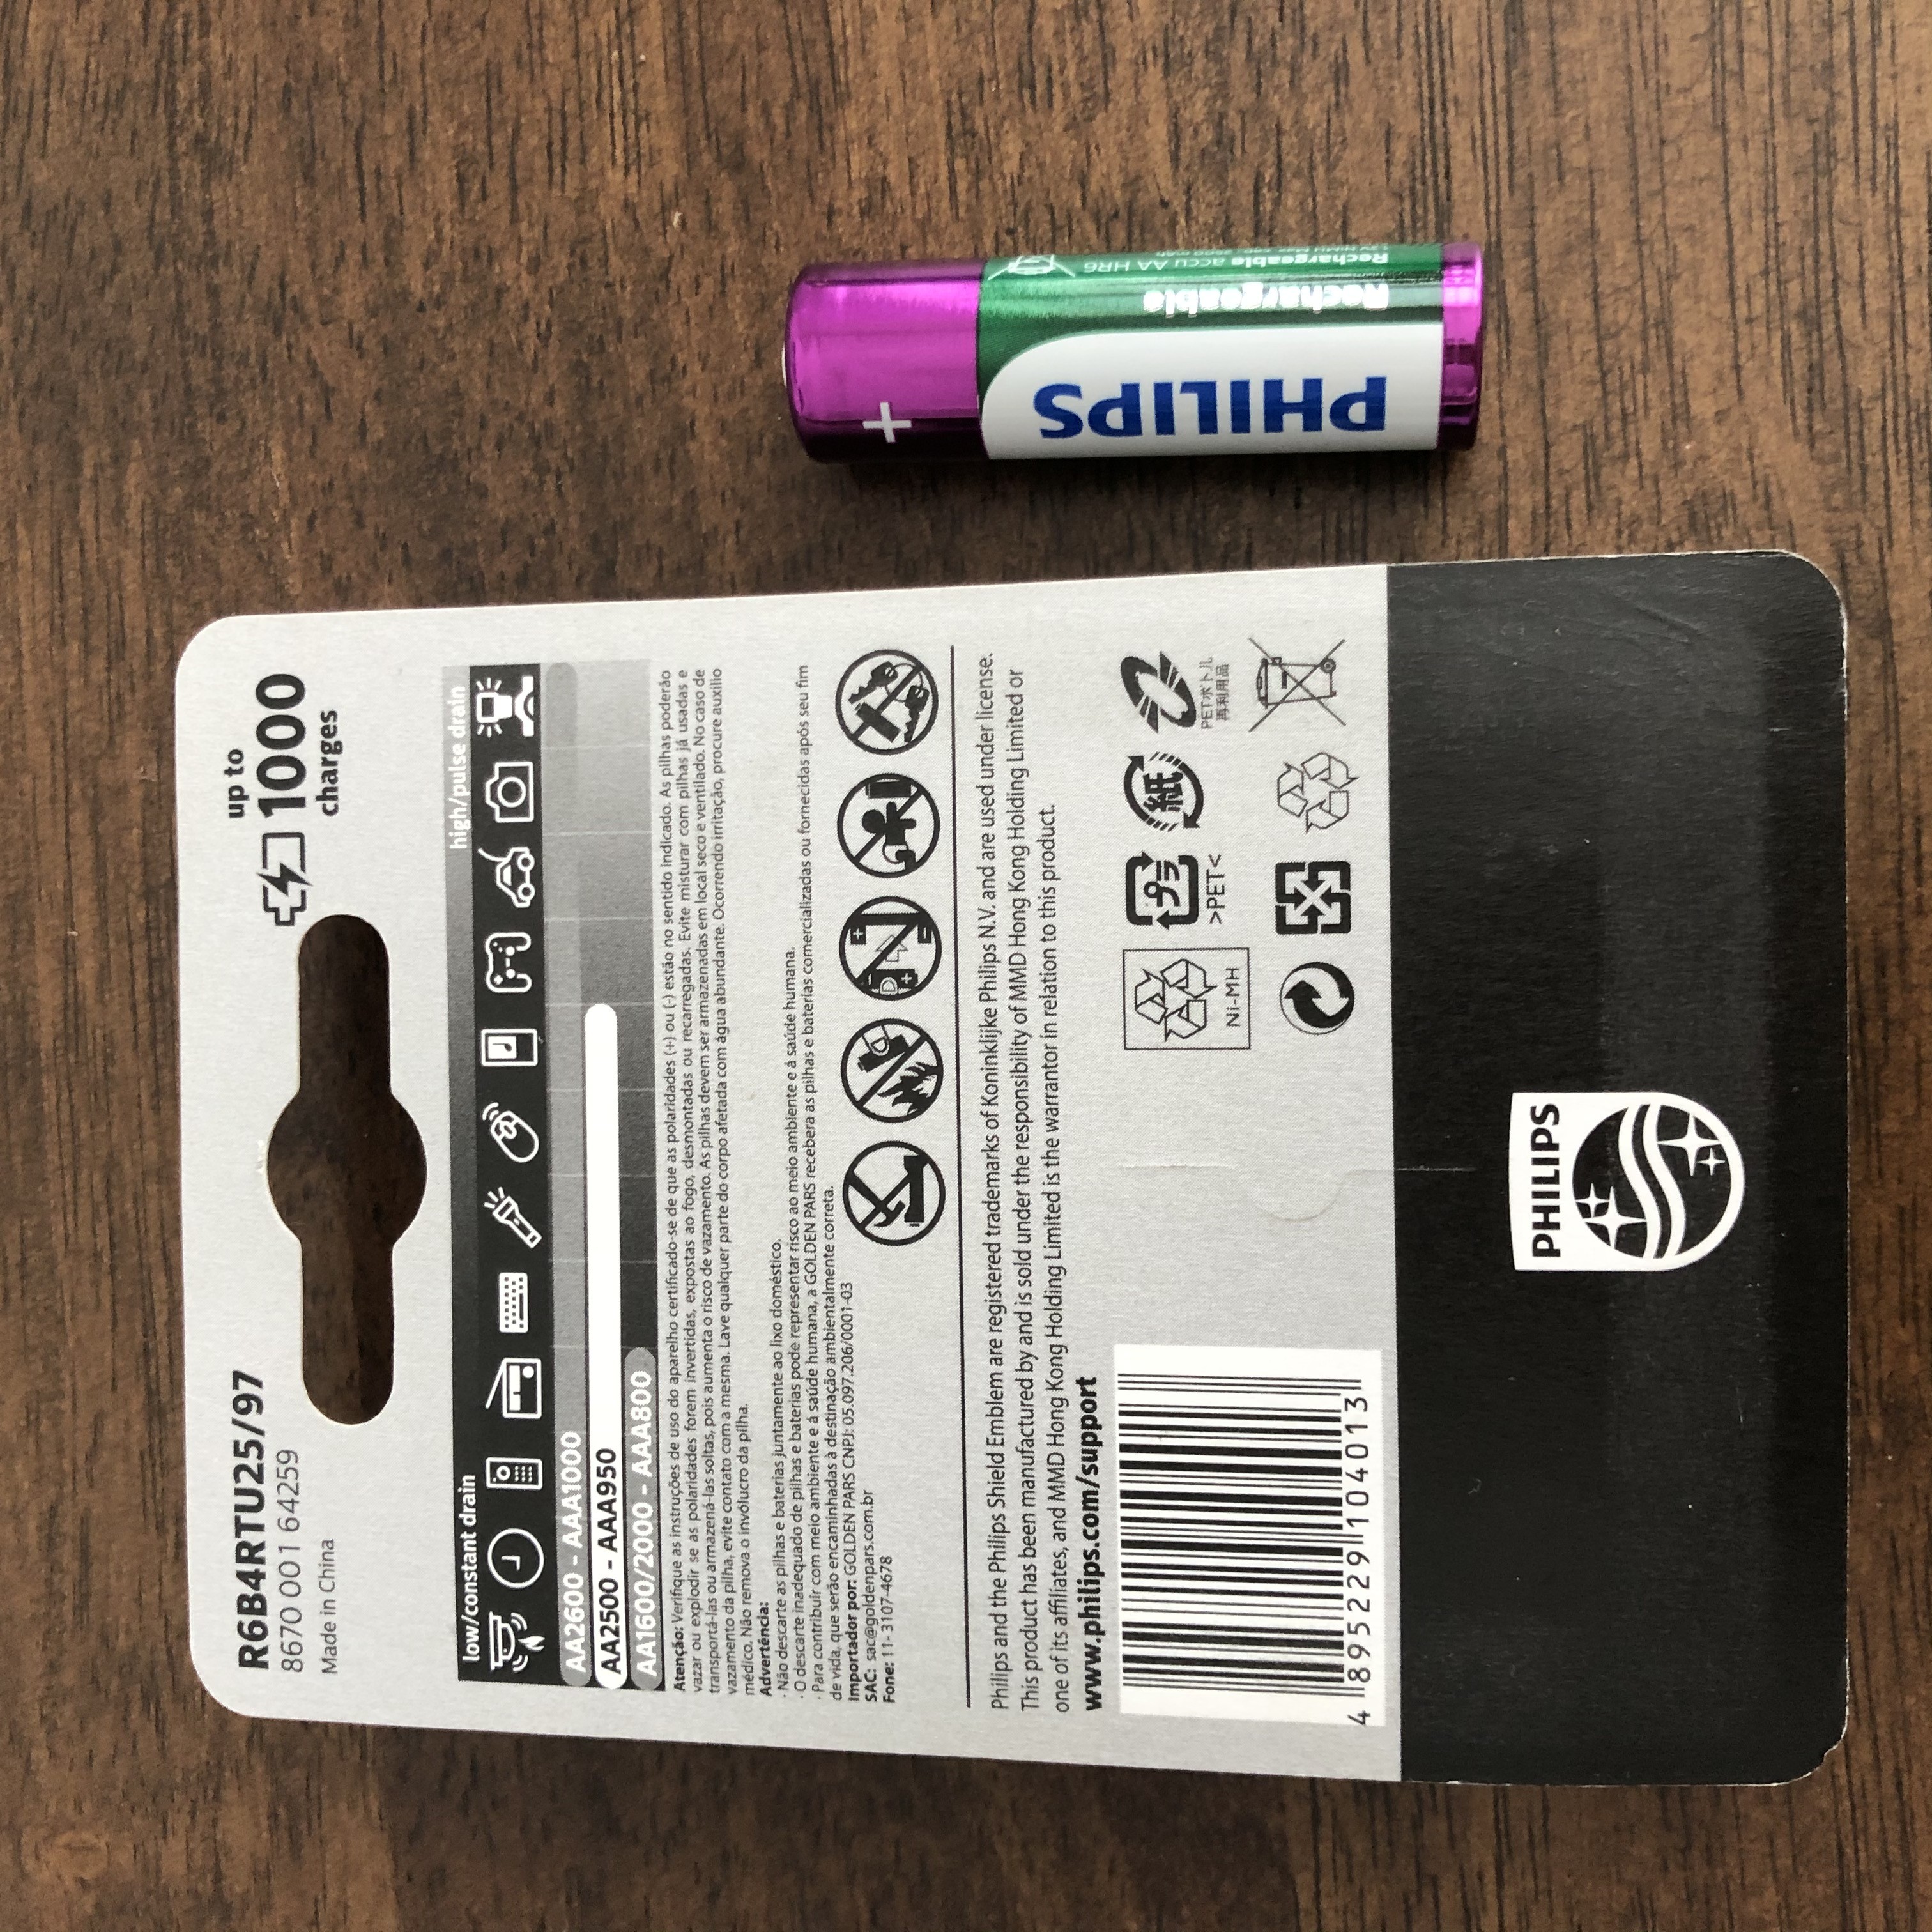 R6B4RTU25/97
8670 001 64259
Made in China
up to
1000
charges
low/constant drain
high/pulse drain
AA2600 - AAA1000
AA2500 - AAA950
AA1600/2000 - AAA800
Atenção: Verifique as instruções de uso do aparelho certificado-se de que as polaridades (+) ou (-) estão no sentido indicado. As pilhas poderão
vazar ou explodir se as polaridades forem invertidas, expostas ao fogo, desmontadas ou recarregadas. Evite misturar com pilhas já usadas e
transportá-las ou armazená-las soltas, pois aumenta o risco de vazamento. As pilhas devem ser armazenadas em local seco e ventilado. No caso de
vazamento da pilha, evite contato com a mesma. Lave qualquer parte do corpo afetada com água abundante. Ocorrendo irritação, procure auxílio
médico. Não remova o invólucro da pilha.
Advertência:
· Não descarte as pilhas e baterias juntamente ao lixo doméstico.
· O descarte inadequado de pilhas e baterias pode representar risco ao meio ambiente e á saúde humana.
· Para contribuir com meio ambiente e á saúde humana, a GOLDEN PARS recebera as pilhas e baterias comercializadas ou fornecidas após seu fim
de vida, que serão encaminhadas à destinação ambientalmente correta.
Importador por: GOLDEN PARS CNPJ: 05.097.206/0001-03
SAC: sac@goldenpars.com.br
Fone: 11- 3107-4678
Philips and the Philips Shield Emblem are registered trademarks of Koninklijke Philips N.V. and are used under license.
This product has been manufactured by and is sold under the responsibility of MMD Hong Kong Holding Limited or
one of its affiliates, and MMD Hong Kong Holding Limited is the warrantor in relation to this product.
www.philips.com/support
4 895229 104013
Ni-MH
プラ
>PET<
紙
PETボトル
再利用品
PHILIPS
PHILIPS
+
Rechargeable
Rechargeable accu AA HR6